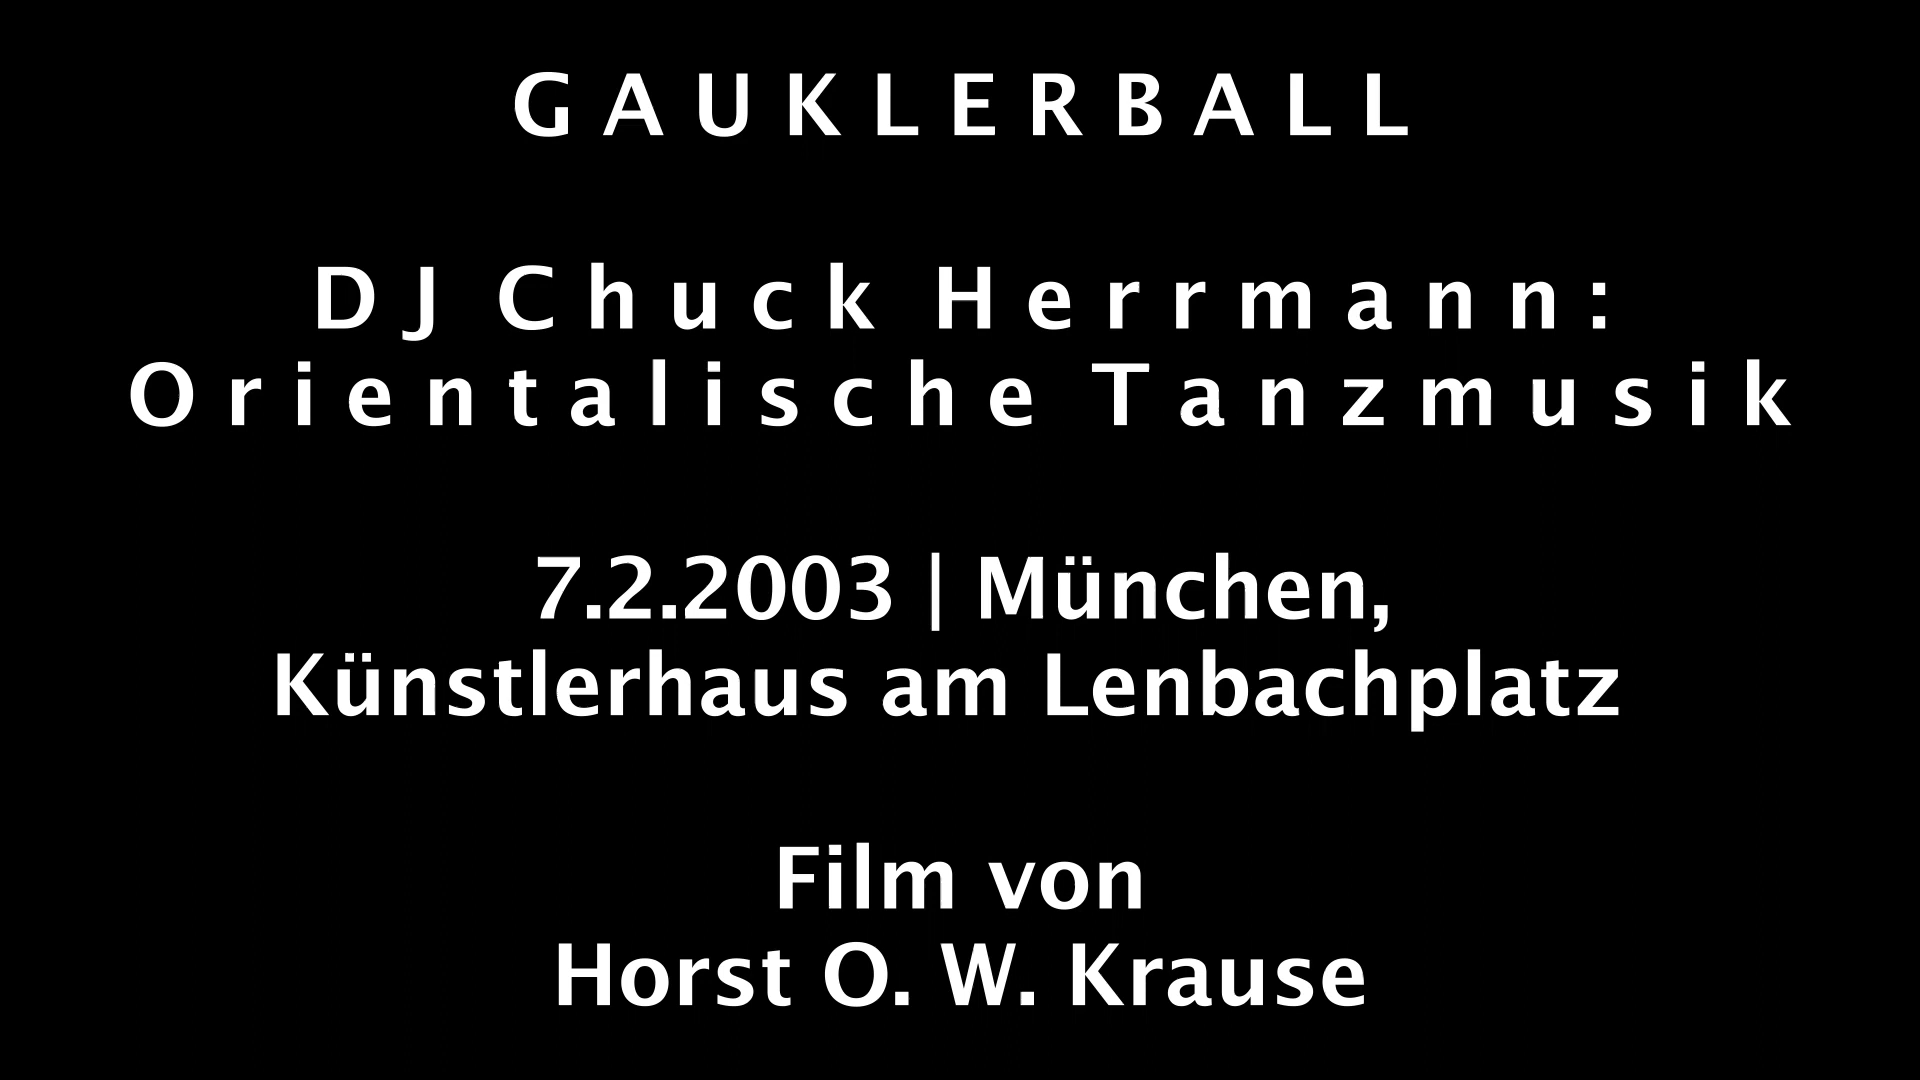 GAUKLERBALL
DJ Chuck Herrmann:
Orientalische Tanzmusik
7.2.2003 | München,
Künstlerhaus am Lenbachplatz
Film von
Horst O. W. Krause